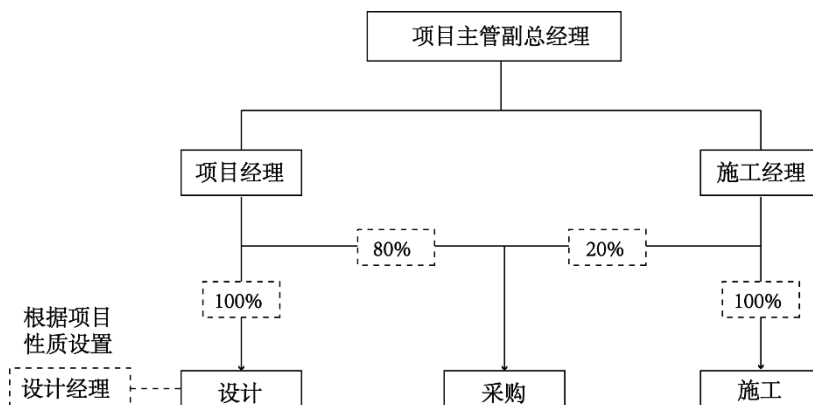 项目主管副总经理
项目经理
施工经理
80%
20%
100%
100%
根据项目
性质设置
设计经理
设计
采购
施工